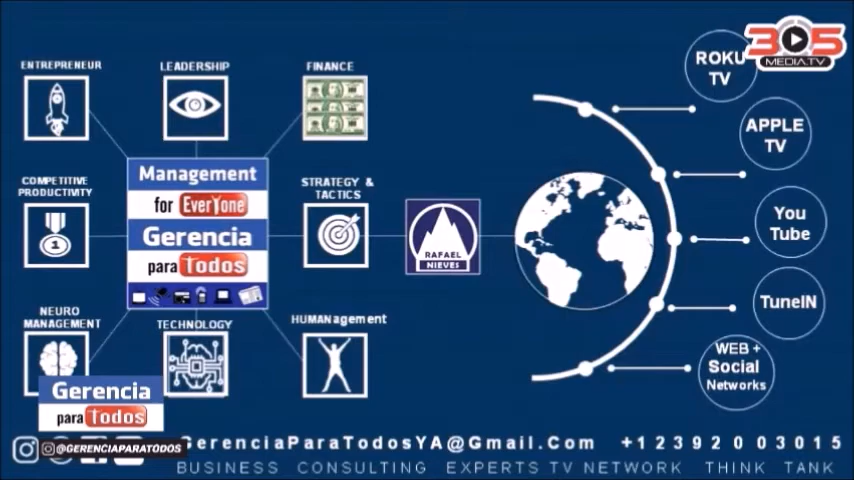 305
MEDIA.TV
ENTREPRENEUR
LEADERSHIP
FINANCE
ROKU
TV
APPLE
TV
Management
for EverYone
Gerencia
para Todos
COMPETITIVE
PRODUCTIVITY
1
STRATEGY &
TACTICS
RAFAEL
NIEVES
You
Tube
TuneIN
NEURO
MANAGEMENT
TECHNOLOGY
HUMANagement
WEB +
Social
Networks
Gerencia
para Todos
@GERENCIAPARATODOS
GerenciaParaTodosYA@Gmail.Com +12392003015
BUSINESS CONSULTING EXPERTS TV NETWORK THINK TANK